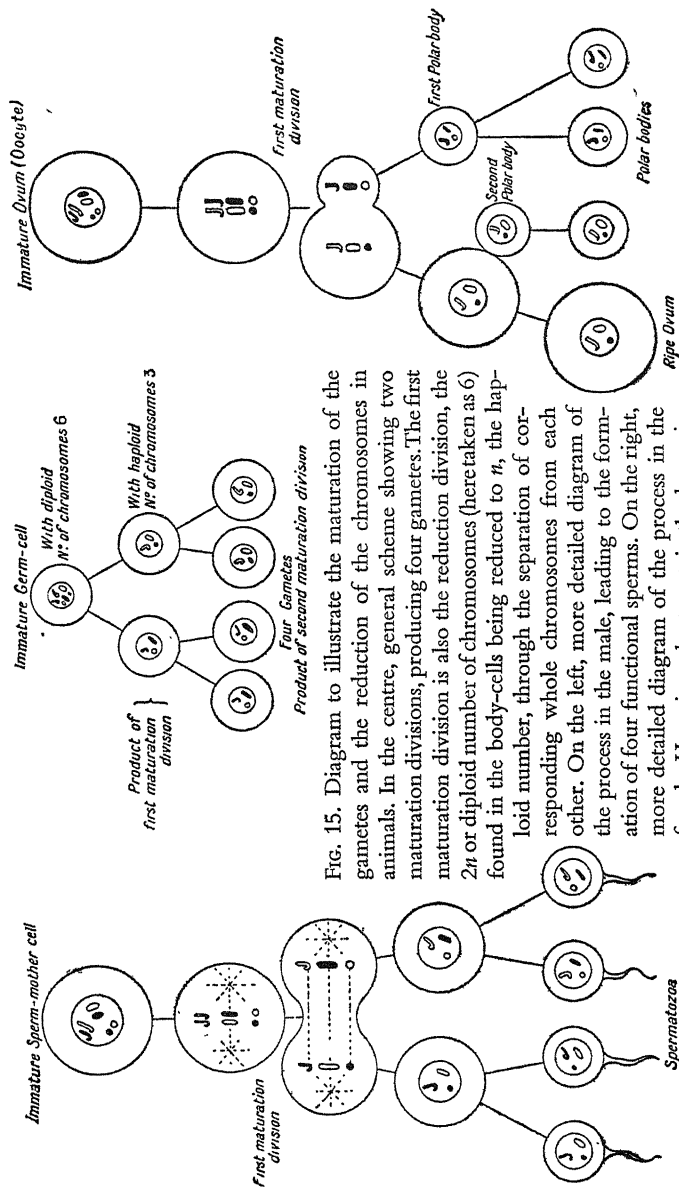 Immature Sperm-mother cell
First maturation
division
Spermatozoa
Immature Germ-cell
With diploid
Nº. of chromosomes 6
With haploid
Nº. of chromosomes 3
Product of
first maturation }
division
Four Gametes
Product of second maturation division
Immature Ovum (Oocyte)
First maturation
division
First Polar body
Second
Polar body
Polar bodies
Ripe Ovum
FIG. 15. Diagram to illustrate the maturation of the
gametes and the reduction of the chromosomes in
animals. In the centre, general scheme showing two
maturation divisions, producing four gametes. The first
maturation division is also the reduction division, the
2n or diploid number of chromosomes (here taken as 6)
found in the body-cells being reduced to n, the hap-
loid number, through the separation of cor-
responding whole chromosomes from each
other. On the left, more detailed diagram of
the process in the male, leading to the form-
ation of four functional sperms. On the right,
more detailed diagram of the process in the